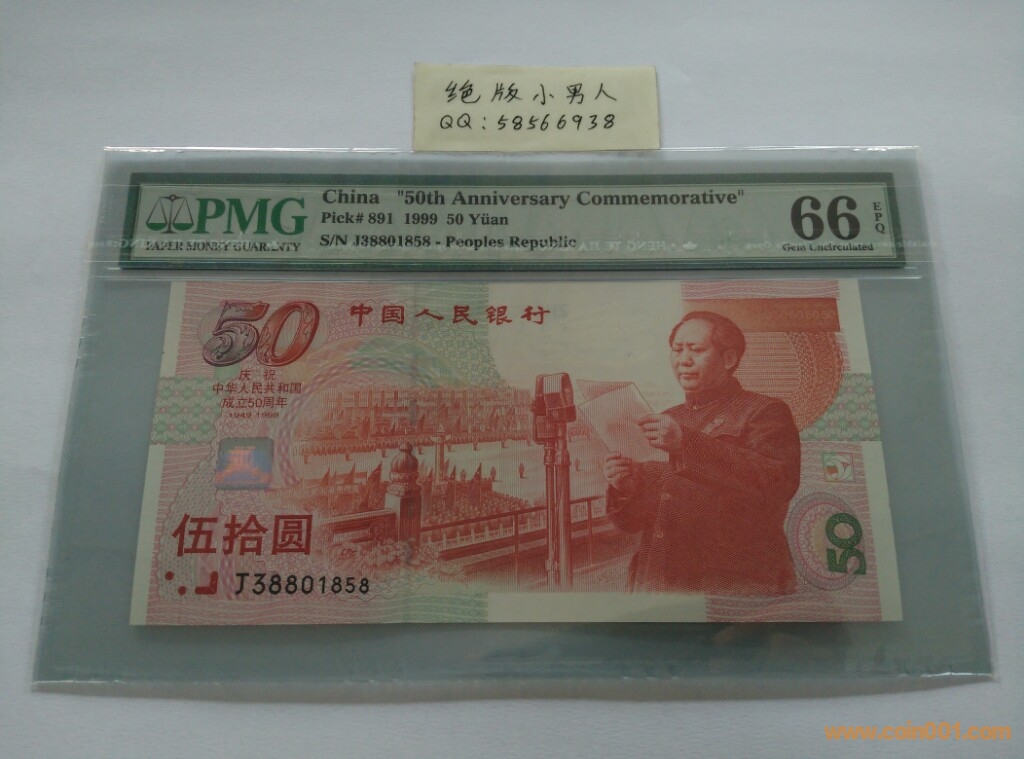 绝版小男人
QQ: 58566938
PMG
PAPER MONEY GUARANTY
China "50th Anniversary Commemorative"
Pick# 891 1999 50 Yüan
S/N J38801858 - Peoples Republic
66
EPQ
Gem Uncirculated
50
中国人民银行
庆祝
中华人民共和国
成立50周年
1949-1999
伍拾圆
J38801858
50
www.coin001.com